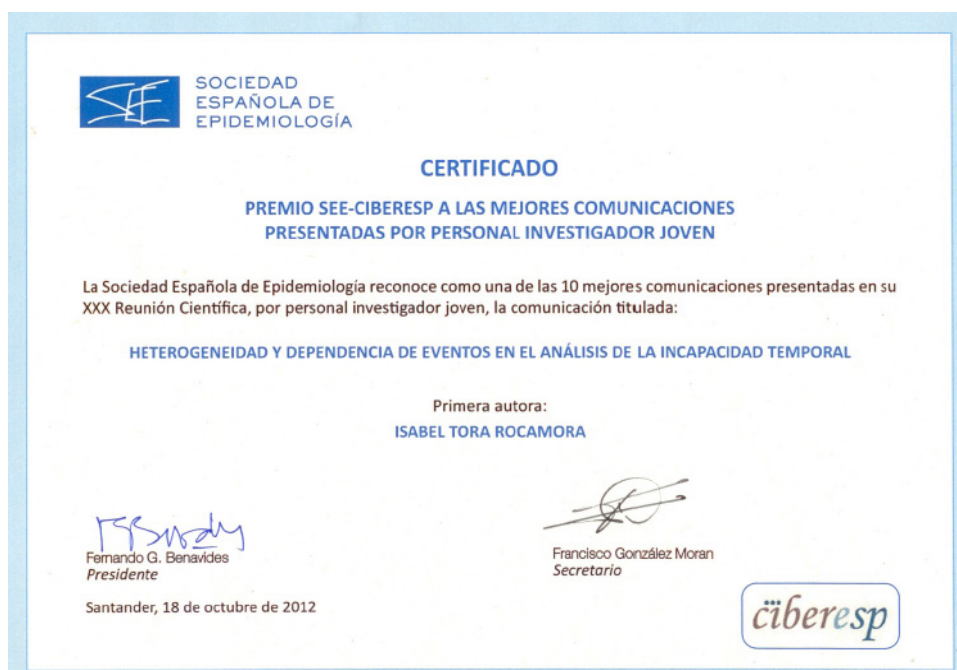 SEE
SOCIEDAD
ESPAÑOLA DE
EPIDEMIOLOGÍA
CERTIFICADO
PREMIO SEE-CIBERESP A LAS MEJORES COMUNICACIONES
PRESENTADAS POR PERSONAL INVESTIGADOR JOVEN
La Sociedad Española de Epidemiología reconoce como una de las 10 mejores comunicaciones presentadas en su
XXX Reunión Científica, por personal investigador joven, la comunicación titulada:
HETEROGENEIDAD Y DEPENDENCIA DE EVENTOS EN EL ANÁLISIS DE LA INCAPACIDAD TEMPORAL
Primera autora:
ISABEL TORA ROCAMORA
Fernando G. Benavides
Presidente
Francisco González Moran
Secretario
Santander, 18 de octubre de 2012
ciberesp